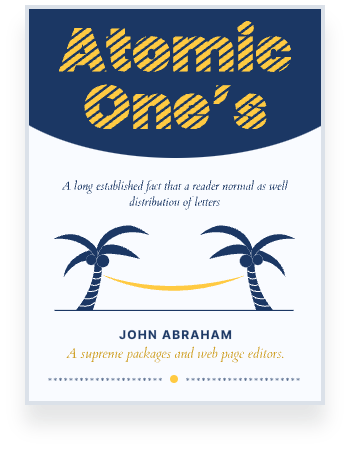 Atomic
One's
A long established fact that a reader normal as well
distribution of letters
JOHN ABRAHAM
A supreme packages and web page editors.